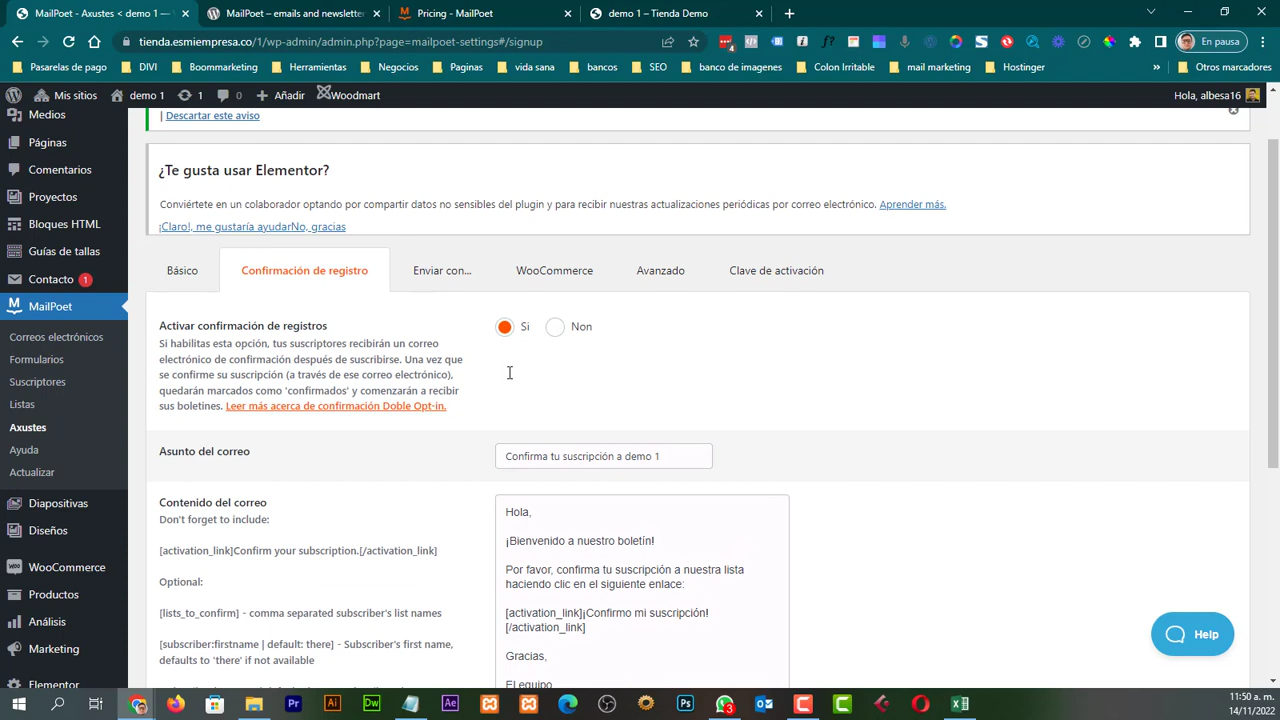 MailPoet - Axustes < demo 1 —
MailPoet – emails and newsletter
Pricing - MailPoet
demo 1 – Tienda Demo
tienda.esmiempresa.co/1/wp-admin/admin.php?page=mailpoet-settings#/signup
En pausa
Pasarelas de pago
DIVI
Boommarketing
Herramientas
Negocios
Paginas
vida sana
bancos
SEO
banco de imagenes
Colon Irritable
mail marketing
Hostinger
Otros marcadores
Mis sitios
demo 1
1
0
Añadir
Woodmart
Hola, albesa16
Medios
Páginas
Comentarios
Proyectos
Bloques HTML
Guías de tallas
Contacto 1
MailPoet
Correos electrónicos
Formularios
Suscriptores
Listas
Axustes
Ayuda
Actualizar
Diapositivas
Diseños
WooCommerce
Productos
Análisis
Marketing
Elementor
| Descartar este aviso
¿Te gusta usar Elementor?
Conviértete en un colaborador optando por compartir datos no sensibles del plugin y para recibir nuestras actualizaciones periódicas por correo electrónico. Aprender más.
¡Claro!, me gustaría ayudarNo, gracias
Básico
Confirmación de registro
Enviar con...
WooCommerce
Avanzado
Clave de activación
Activar confirmación de registros
Si habilitas esta opción, tus suscriptores recibirán un correo
electrónico de confirmación después de suscribirse. Una vez que
se confirme su suscripción (a través de ese correo electrónico),
quedarán marcados como 'confirmados' y comenzarán a recibir
sus boletines. Leer más acerca de confirmación Doble Opt-in.
Si
Non
Asunto del correo
Confirma tu suscripción a demo 1
Contenido del correo
Don't forget to include:
[activation_link]Confirm your subscription.[/activation_link]
Optional:
[lists_to_confirm] - comma separated subscriber's list names
[subscriber:firstname | default: there] - Subscriber's first name,
defaults to 'there' if not available
Hola,
¡Bienvenido a nuestro boletín!
Por favor, confirma tu suscripción a nuestra lista
haciendo clic en el siguiente enlace:
[activation_link]¡Confirmo mi suscripción!
[/activation_link]
Gracias,
El equipo
Help
11:50 a. m.
14/11/2022